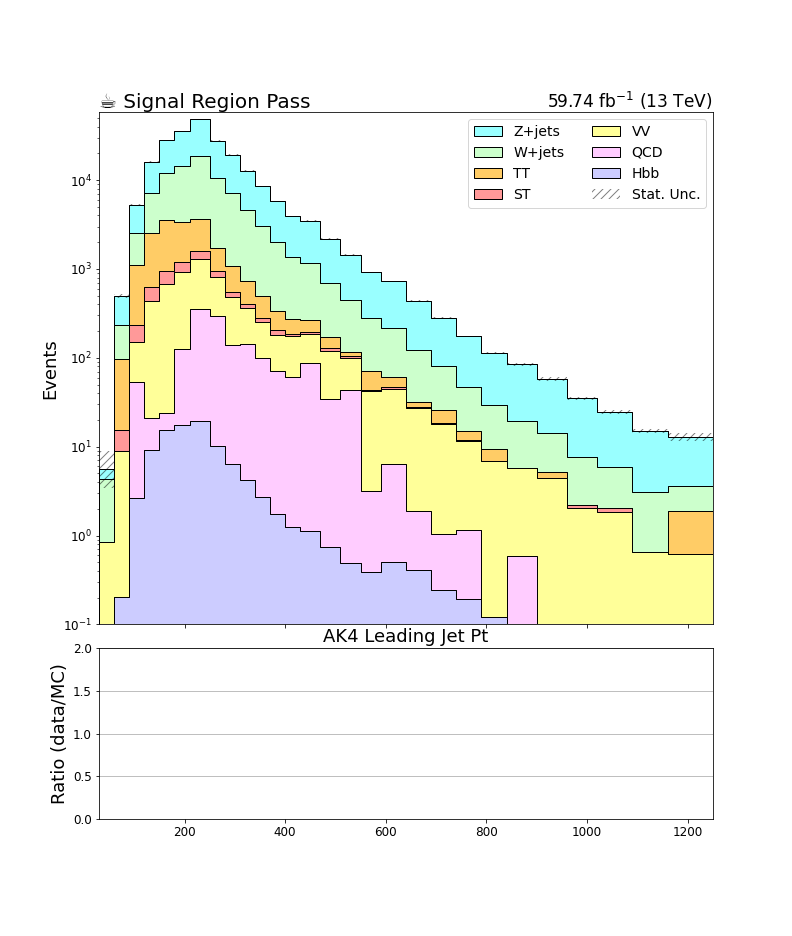 ☕ Signal Region Pass
59.74 fb⁻¹ (13 TeV)
Z+jets
W+jets
TT
ST
VV
QCD
Hbb
Stat. Unc.
Events
10⁴
10³
10²
10¹
10⁰
10⁻¹
AK4 Leading Jet Pt
Ratio (data/MC)
2.0
1.5
1.0
0.5
0.0
200 400 600 800 1000 1200